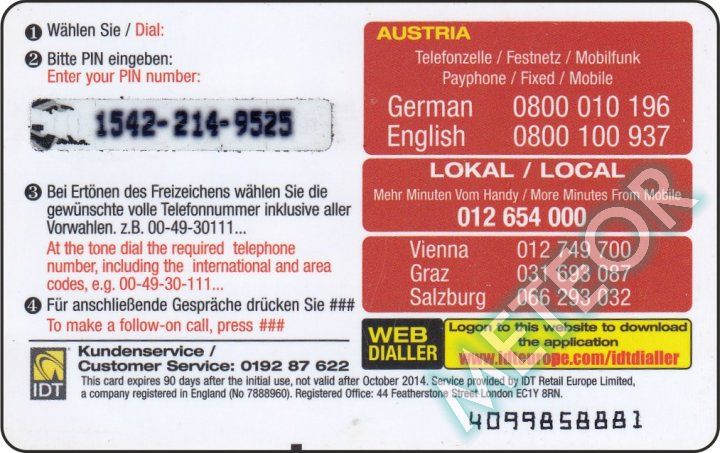 1 Wählen Sie / Dial:
2 Bitte PIN eingeben:
Enter your PIN number:
1542-214-9525
3 Bei Ertönen des Freizeichens wählen Sie die
gewünschte volle Telefonnummer inklusive aller
Vorwahlen. z.B. 00-49-30111...
At the tone dial the required telephone
number, including the international and area
codes, e.g. 00-49-30-111...
4 Für anschließende Gespräche drücken Sie ###
To make a follow-on call, press ###
AUSTRIA
Telefonzelle / Festnetz / Mobilfunk
Payphone / Fixed / Mobile
German 0800 010 196
English 0800 100 937
LOKAL / LOCAL
Mehr Minuten Vom Handy / More Minutes From Mobile
012 654 000
Vienna 012 749 700
Graz 031 693 087
Salzburg 066 293 032
WEB
DIALLER
Logon to this website to download
the application
www.idteurope.com/idtdialler
IDT
Kundenservice /
Customer Service: 0192 87 622
This card expires 90 days after the initial use, not valid after October 2014. Service provided by IDT Retail Europe Limited,
a company registered in England (No 7888960). Registered Office: 44 Featherstone Street London EC1Y 8RN.
4099858881
METEOR